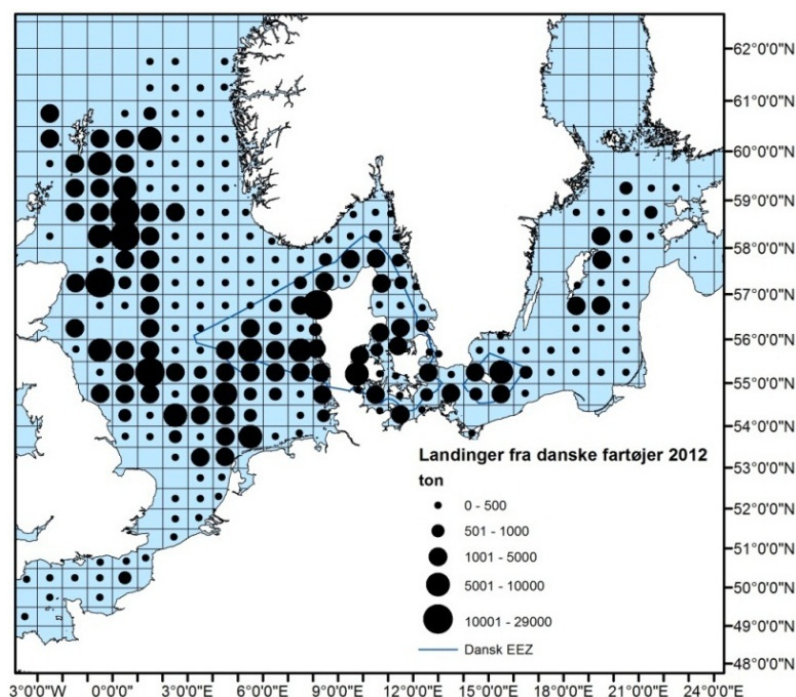 62°0'0"N
61°0'0"N
60°0'0"N
59°0'0"N
58°0'0"N
57°0'0"N
56°0'0"N
55°0'0"N
54°0'0"N
Landinger fra danske fartøjer 2012
53°0'0"N
ton
0 - 500
52°0'0"N
501 - 1000
51°0'0"N
1001 - 5000
50°0'0"N
5001 - 10000
49°0'0"N
10001 - 29000
Dansk EEZ
48°0'0"N
3°0'0"W 0°0'0" 3°0'0"E 6°0'0"E 9°0'0"E 12°0'0"E 15°0'0"E 18°0'0"E 21°0'0"E 24°0'0"E